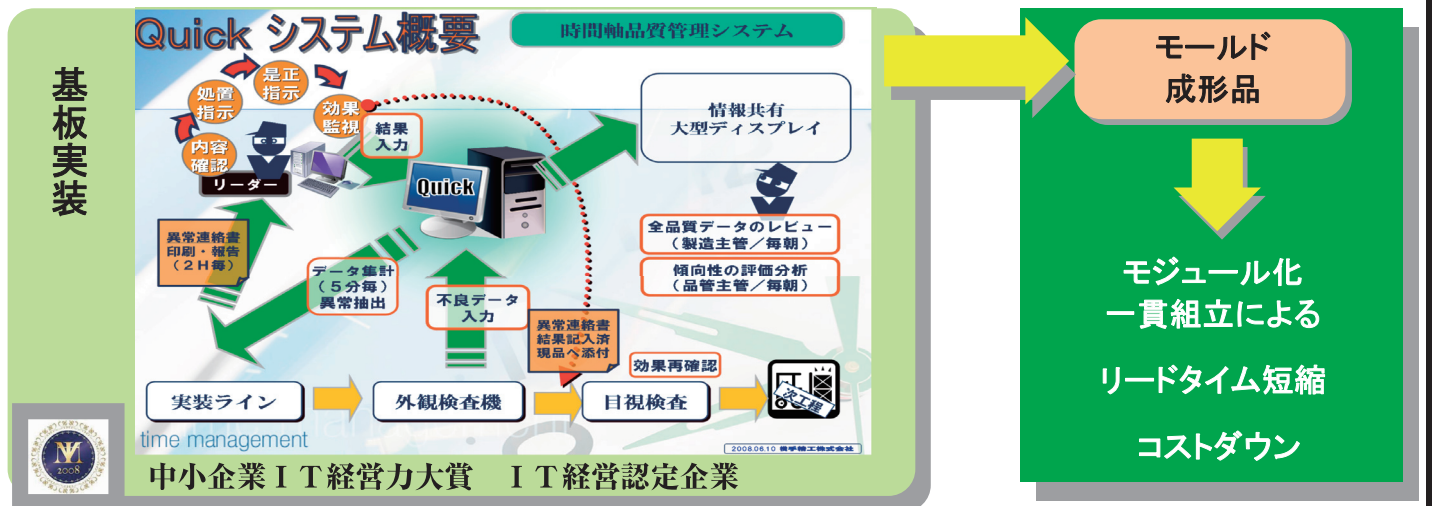 基板実装
Quick システム概要
時間軸品質管理システム
是正
指示
処置
指示
効果
監視
内容
確認
リーダー
結果
入力
Quick
情報共有
大型ディスプレイ
全品質データのレビュー
(製造主管/毎朝)
傾向性の評価分析
(品管主管/毎朝)
異常連絡書
印刷・報告
(2H毎)
データ集計
(5分毎)
異常抽出
不良データ
入力
異常連絡書
結果記入済
現品へ添付
効果再確認
実装ライン
外観検査機
目視検査
次工程
time management
2008.06.10 横手精工株式会社
2008
中小企業IT経営力大賞 IT経営認定企業
モールド
成形品
モジュール化
一貫組立による
リードタイム短縮
コストダウン